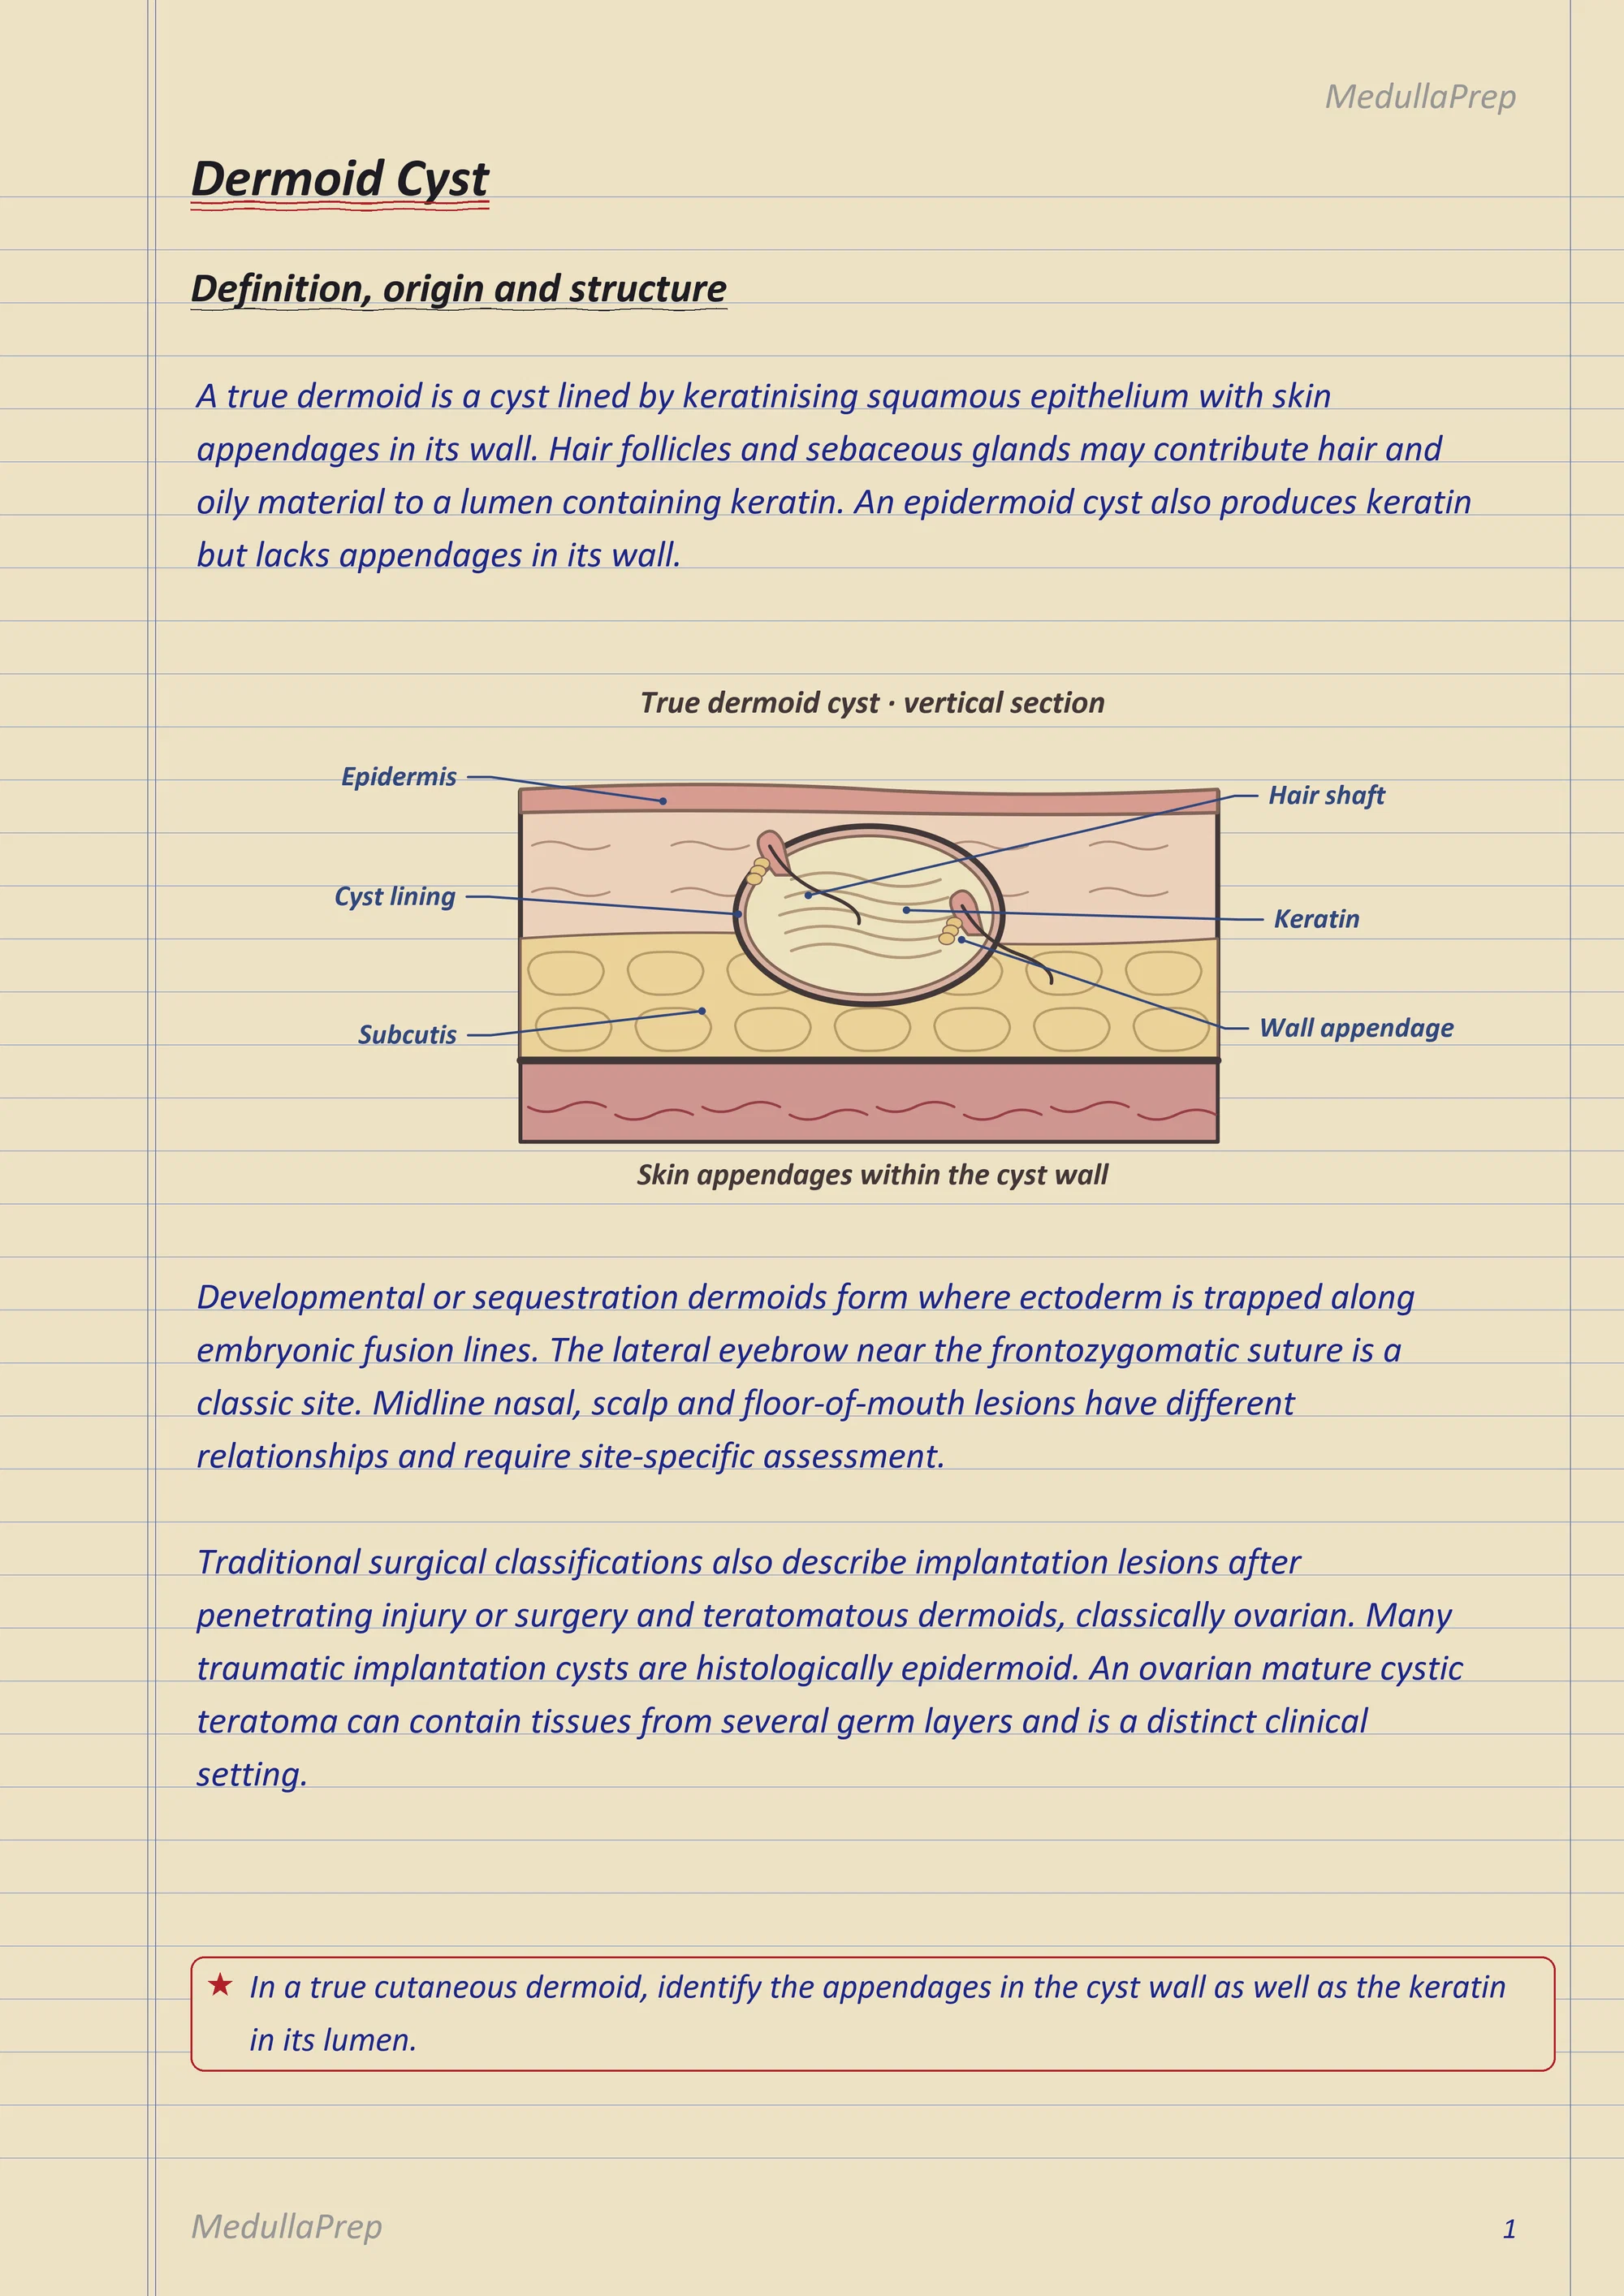 MedullaPrep
Dermoid Cyst
Definition, origin and structure
A true dermoid is a cyst lined by keratinising squamous epithelium with skin
appendages in its wall. Hair follicles and sebaceous glands may contribute hair and
oily material to a lumen containing keratin. An epidermoid cyst also produces keratin
but lacks appendages in its wall.
True dermoid cyst · vertical section
Epidermis
Hair shaft
Cyst lining
Keratin
Subcutis
Wall appendage
Skin appendages within the cyst wall
Developmental or sequestration dermoids form where ectoderm is trapped along
embryonic fusion lines. The lateral eyebrow near the frontozygomatic suture is a
classic site. Midline nasal, scalp and floor-of-mouth lesions have different
relationships and require site-specific assessment.
Traditional surgical classifications also describe implantation lesions after
penetrating injury or surgery and teratomatous dermoids, classically ovarian. Many
traumatic implantation cysts are histologically epidermoid. An ovarian mature cystic
teratoma can contain tissues from several germ layers and is a distinct clinical
setting.
★ In a true cutaneous dermoid, identify the appendages in the cyst wall as well as the keratin
in its lumen.
MedullaPrep
1